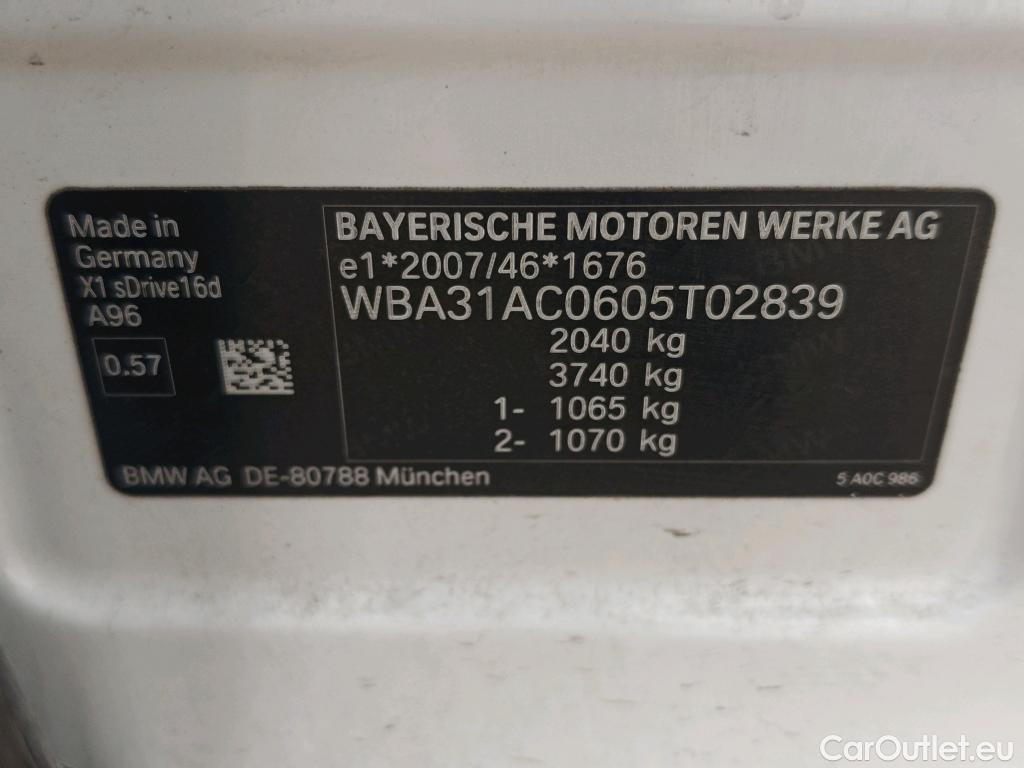 Made in
Germany
X1 sDrive16d
A96
0.57
BAYERISCHE MOTOREN WERKE AG
e1*2007/46*1676
WBA31AC0605T02839
2040 kg
3740 kg
1- 1065 kg
2- 1070 kg
BMW AG DE-80788 München
5 A0C 986
CarOutlet.eu